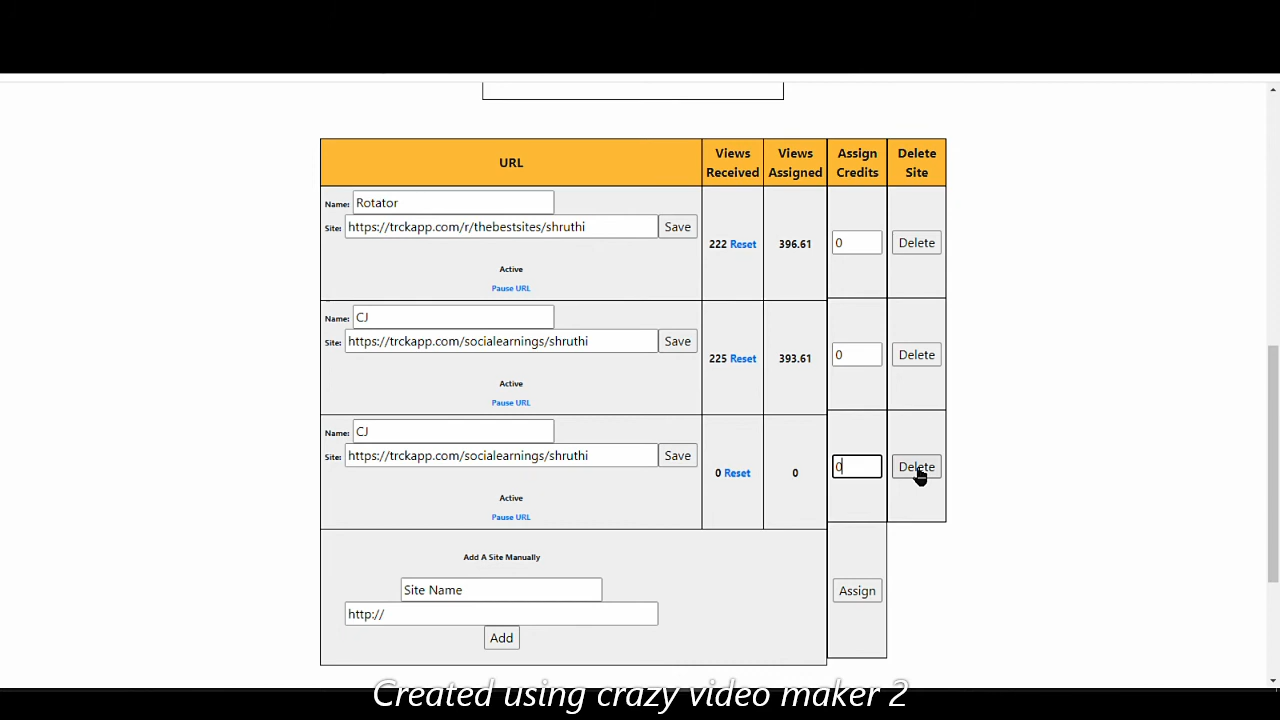 URL
Views Received
Views Assigned
Assign Credits
Delete Site
Name: Rotator
Site: https://trckapp.com/r/thebestsites/shruthi Save
222 Reset 396.61 0 Delete
Active
Pause URL
Name: CJ
Site: https://trckapp.com/socialearnings/shruthi Save
225 Reset 393.61 0 Delete
Active
Pause URL
Name: CJ
Site: https://trckapp.com/socialearnings/shruthi Save
0 Reset 0 0 Delete
Active
Pause URL
Add A Site Manually
Site Name
http://
Add
Assign
Created using crazy video maker 2